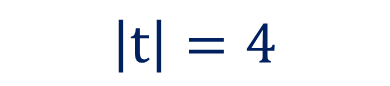 |t| = 4